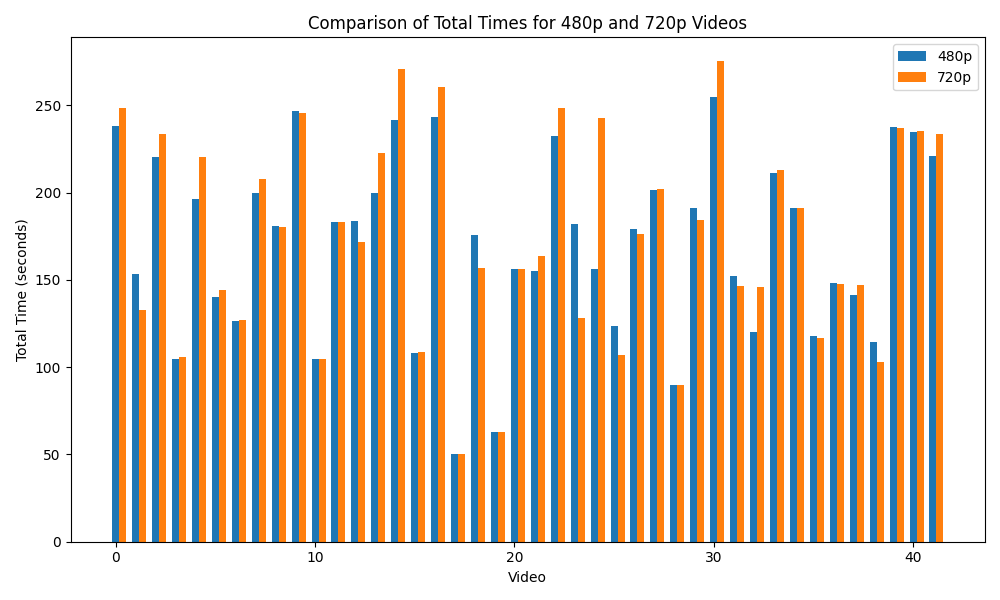 Comparison of Total Times for 480p and 720p Videos
480p
720p
Total Time (seconds)
250
200
150
100
50
0
0 10 20 30 40
Video